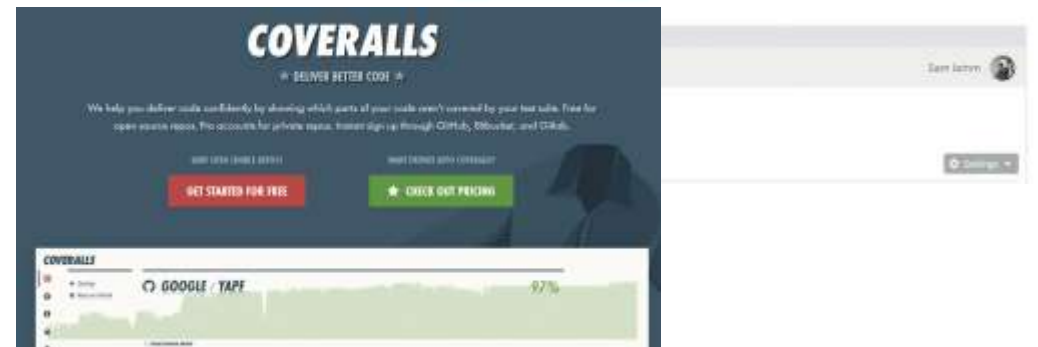 COVERALLS
★ DELIVER BETTER CODE ★
We help you deliver code confidently by showing which parts of your code aren't covered by your test suite. Free for
open source repos. Pro accounts for private repos. Instant sign up through GitHub, Bitbucket, and Gitlab.
GET STARTED FOR FREE
★ CHECK OUT PRICING
COVERALLS
GOOGLE / YAPF
97%
Settings